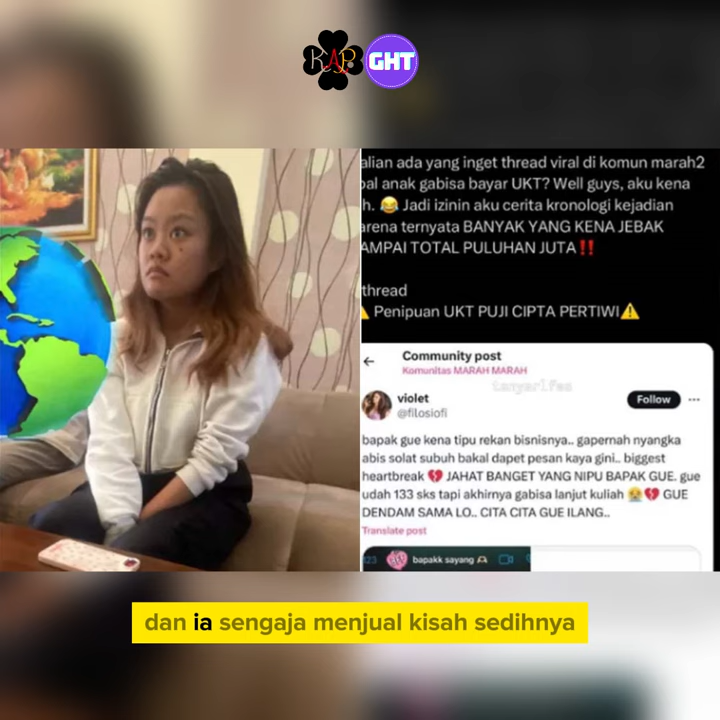 KAP
GHT
alian ada yang inget thread viral di komun marah2
al anak gabisa bayar UKT? Well guys, aku kena
h. 😂 Jadi izinin aku cerita kronologi kejadian
arena ternyata BANYAK YANG KENA JEBAK
AMPAI TOTAL PULUHAN JUTA‼️
thread
⚠️ Penipuan UKT PUJI CIPTA PERTIWI⚠️
← Community post
Komunitas MARAH MARAH
tanyarlfes
violet
@filosiofi
Follow
bapak gue kena tipu rekan bisnisnya.. gapernah nyangka
abis solat subuh bakal dapet pesan kaya gini.. biggest
heartbreak 💔 JAHAT BANGET YANG NIPU BAPAK GUE. gue
udah 133 sks tapi akhirnya gabisa lanjut kuliah 😭💔 GUE
DENDAM SAMA LO.. CITA CITA GUE ILANG..
Translate post
bapakk sayang 🫶🏻
dan ia sengaja menjual kisah sedihnya